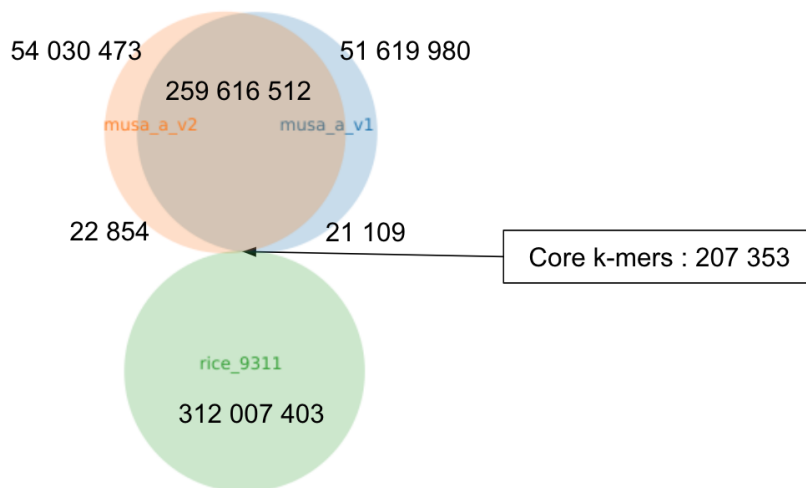 54 030 473
51 619 980
259 616 512
musa_a_v2
musa_a_v1
22 854
21 109
Core k-mers : 207 353
rice_9311
312 007 403